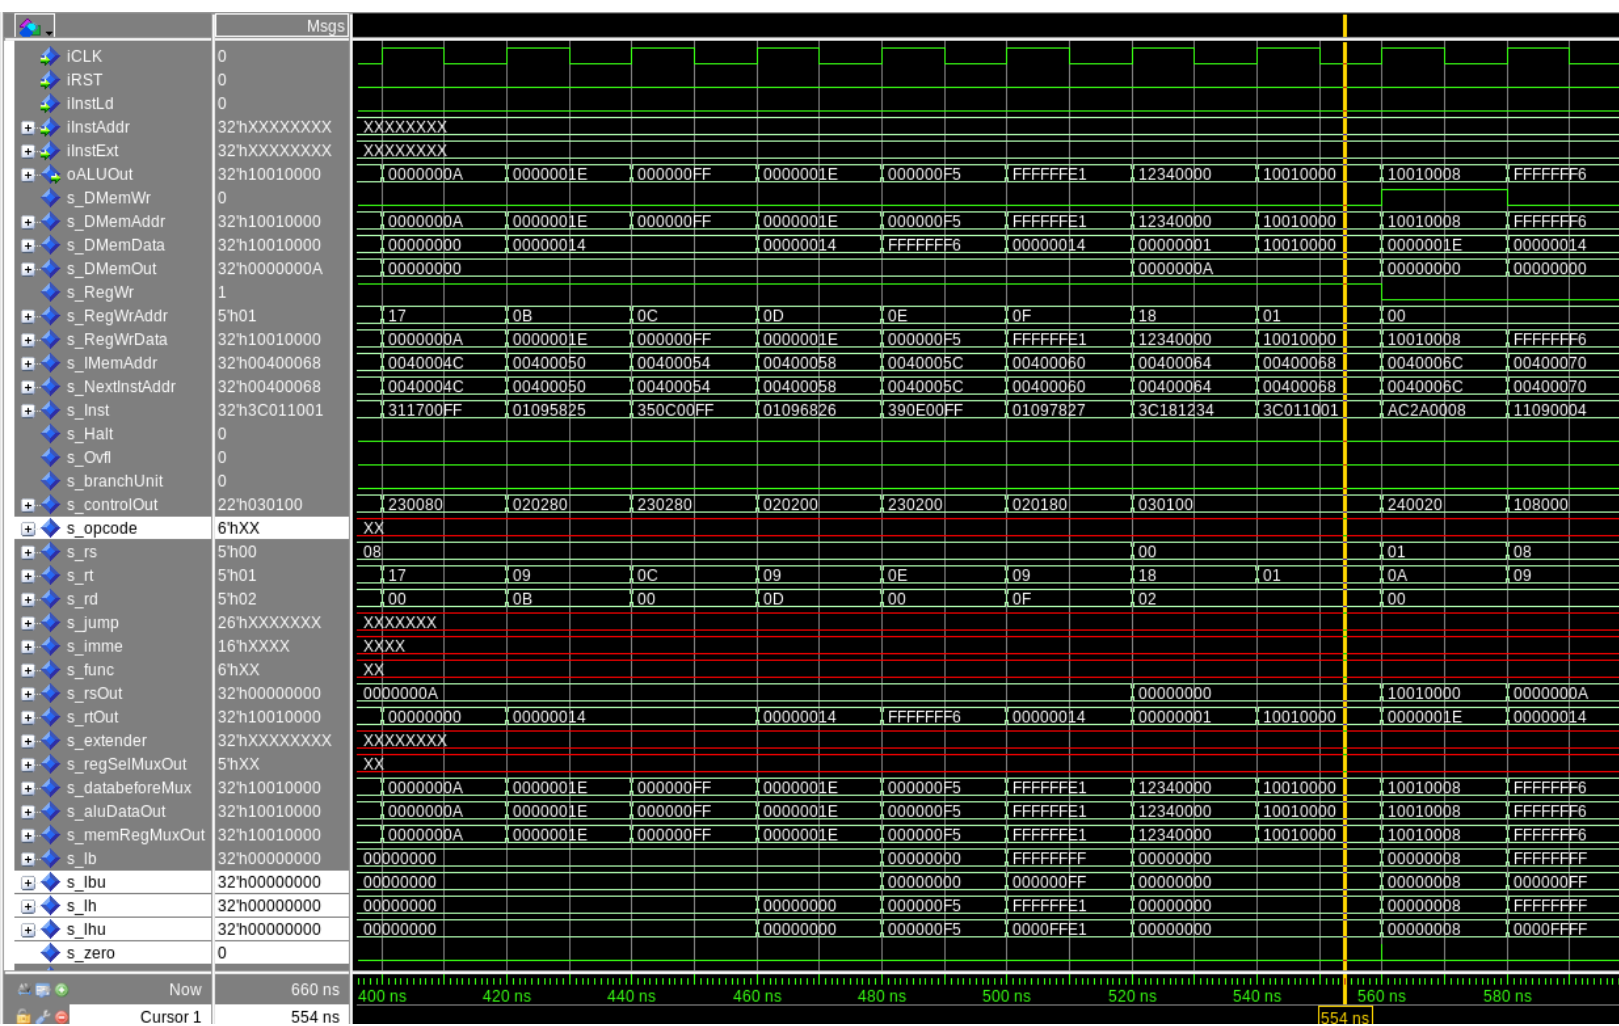 Msgs
iCLK 0
iRST 0
iInstLd 0
iInstAddr 32'hXXXXXXXX XXXXXXXX
iInstExt 32'hXXXXXXXX XXXXXXXX
oALUOut 32'h10010000 0000000A 0000001E 000000FF 0000001E 000000F5 FFFFFFE1 12340000 10010000 10010008 FFFFFFF6
s_DMemWr 0
s_DMemAddr 32'h10010000 0000000A 0000001E 000000FF 0000001E 000000F5 FFFFFFE1 12340000 10010000 10010008 FFFFFFF6
s_DMemData 32'h10010000 00000000 00000014 00000014 FFFFFFF6 00000014 00000001 10010000 0000001E 00000014
s_DMemOut 32'h0000000A 00000000 0000000A 00000000 00000000
s_RegWr 1
s_RegWrAddr 5'h01 17 0B 0C 0D 0E 0F 18 01 00
s_RegWrData 32'h10010000 0000000A 0000001E 000000FF 0000001E 000000F5 FFFFFFE1 12340000 10010000 10010008 FFFFFFF6
s_IMemAddr 32'h00400068 0040004C 00400050 00400054 00400058 0040005C 00400060 00400064 00400068 0040006C 00400070
s_NextInstAddr 32'h00400068 0040004C 00400050 00400054 00400058 0040005C 00400060 00400064 00400068 0040006C 00400070
s_Inst 32'h3C011001 311700FF 01095825 350C00FF 01096826 390E00FF 01097827 3C181234 3C011001 AC2A0008 11090004
s_Halt 0
s_Ovfl 0
s_branchUnit 0
s_controlOut 22'h030100 230080 020280 230280 020200 230200 020180 030100 240020 108000
s_opcode 6'hXX XX
s_rs 5'h00 08 00 01 08
s_rt 5'h01 17 09 0C 09 0E 09 18 01 0A 09
s_rd 5'h02 00 0B 00 0D 00 0F 02 00
s_jump 26'hXXXXXXX XXXXXXX
s_imme 16'hXXXX XXXX
s_func 6'hXX XX
s_rsOut 32'h00000000 0000000A 00000000 10010000 0000000A
s_rtOut 32'h10010000 00000000 00000014 00000014 FFFFFFF6 00000014 00000001 10010000 0000001E 00000014
s_extender 32'hXXXXXXXX XXXXXXXX
s_regSelMuxOut 5'hXX XX
s_databeforeMux 32'h10010000 0000000A 0000001E 000000FF 0000001E 000000F5 FFFFFFE1 12340000 10010000 10010008 FFFFFFF6
s_aluDataOut 32'h10010000 0000000A 0000001E 000000FF 0000001E 000000F5 FFFFFFE1 12340000 10010000 10010008 FFFFFFF6
s_memRegMuxOut 32'h10010000 0000000A 0000001E 000000FF 0000001E 000000F5 FFFFFFE1 12340000 10010000 10010008 FFFFFFF6
s_lb 32'h00000000 00000000 00000000 FFFFFFFF 00000000 00000008 FFFFFFFF
s_lbu 32'h00000000 00000000 00000000 000000FF 00000000 00000008 000000FF
s_lh 32'h00000000 00000000 00000000 000000F5 FFFFFFE1 00000000 00000008 FFFFFFFF
s_lhu 32'h00000000 00000000 00000000 000000F5 0000FFE1 00000000 00000008 0000FFFF
s_zero 0
Now 660 ns 400 ns 420 ns 440 ns 460 ns 480 ns 500 ns 520 ns 540 ns 560 ns 580 ns
Cursor 1 554 ns 554 ns